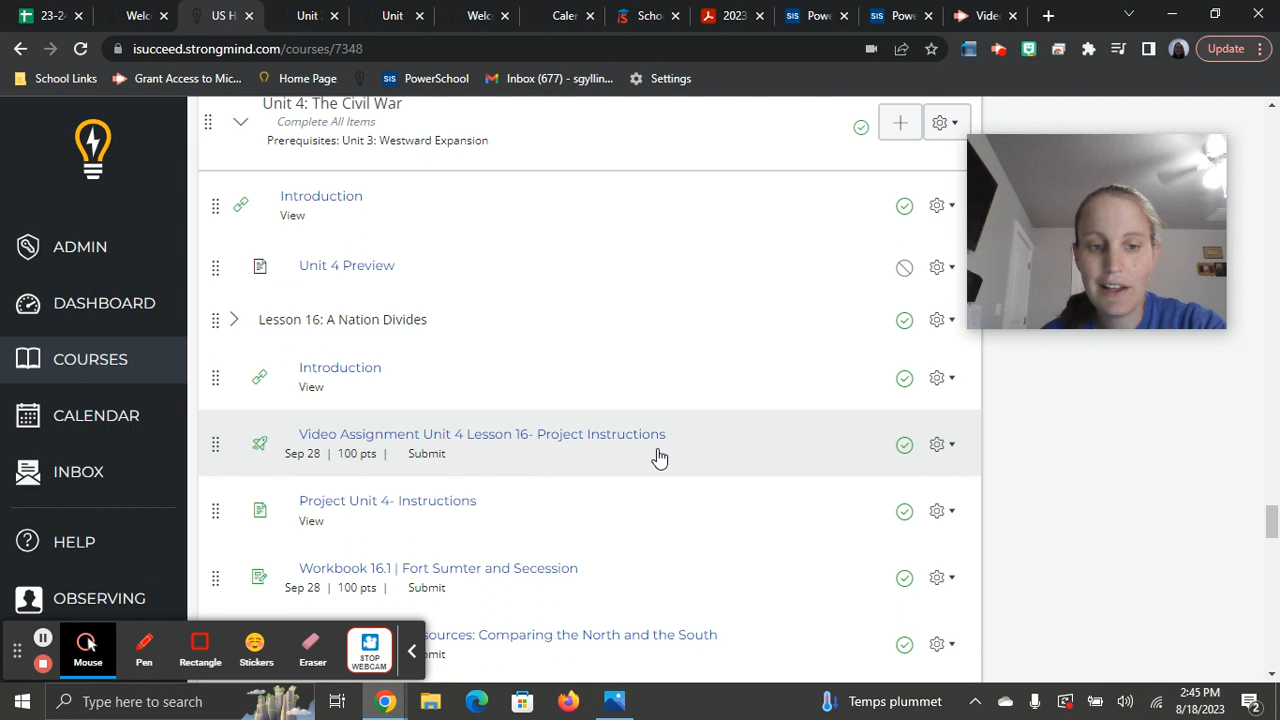 23-24
Welco
US H
Unit
Unit
Welc
Caler
Scho
2023
Powe
Powe
Vide
isucceed.strongmind.com/courses/7348
Update
School Links
Grant Access to Mic...
Home Page
SIS
PowerSchool
Inbox (677) - sgyllin...
Settings
Unit 4: The Civil War
Complete All Items
Prerequisites: Unit 3: Westward Expansion
Introduction
View
ADMIN
Unit 4 Preview
DASHBOARD
Lesson 16: A Nation Divides
COURSES
Introduction
View
CALENDAR
Video Assignment Unit 4 Lesson 16- Project Instructions
Sep 28 | 100 pts | Submit
INBOX
Project Unit 4- Instructions
View
HELP
Workbook 16.1 | Fort Sumter and Secession
Sep 28 | 100 pts | Submit
OBSERVING
sources: Comparing the North and the South
mit
Mouse
Pen
Rectangle
Stickers
Eraser
STOP
WEBCAM
Type here to search
Temps plummet
2:45 PM
8/18/2023
2